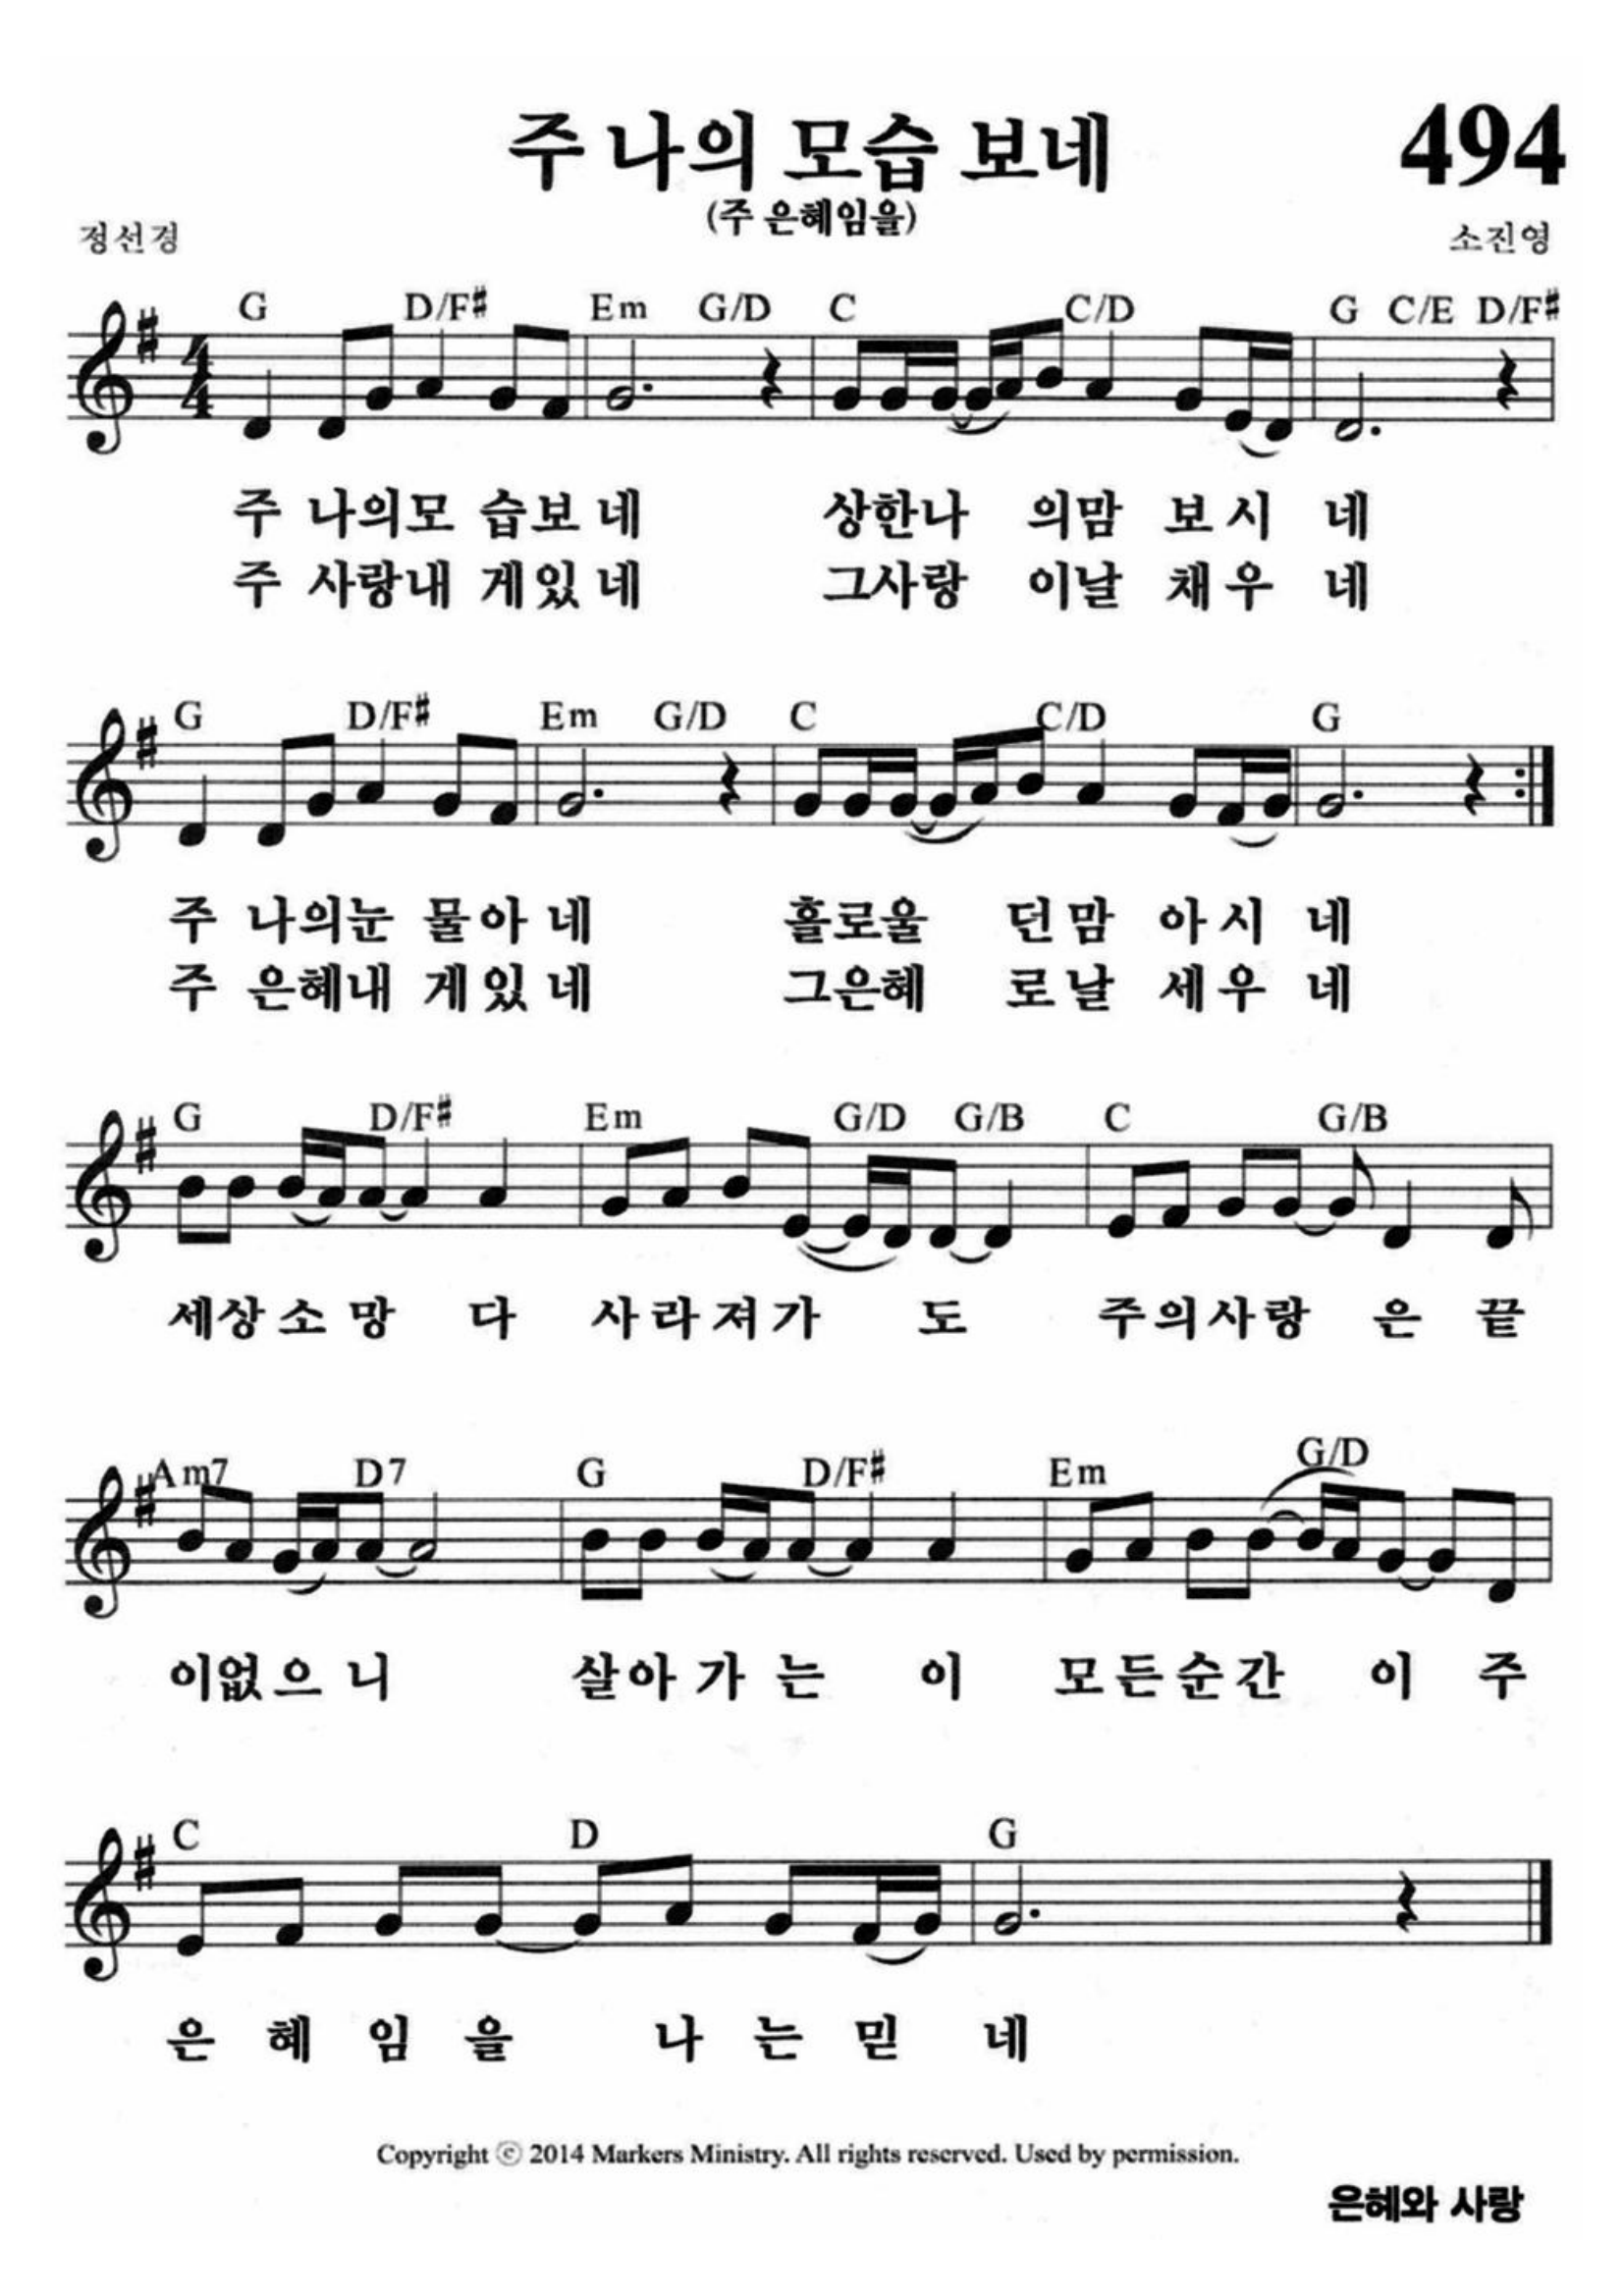 주 나의 모습 보네
494
(주 은혜임을)
정선경
소진영
G D/F# Em G/D C C/D G C/E D/F#
주 나의모 습보 네 상한나 의맘 보 시 네
주 사랑내 게있 네 그사랑 이날 채 우 네
G D/F# Em G/D C C/D G
주 나의눈 물아 네 홀로울 던맘 아 시 네
주 은혜내 게있 네 그은혜 로날 세 우 네
G D/F# Em G/D G/B C G/B
세상 소 망 다 사 라 져 가 도 주의사랑 은 끝
Am7 D7 G D/F# Em G/D
이없 으 니 살아 가 는 이 모 든 순 간 이 주
C D G
은 혜 임 을 나 는 믿 네
Copyright ⓒ 2014 Markers Ministry. All rights reserved. Used by permission.
은혜와 사랑